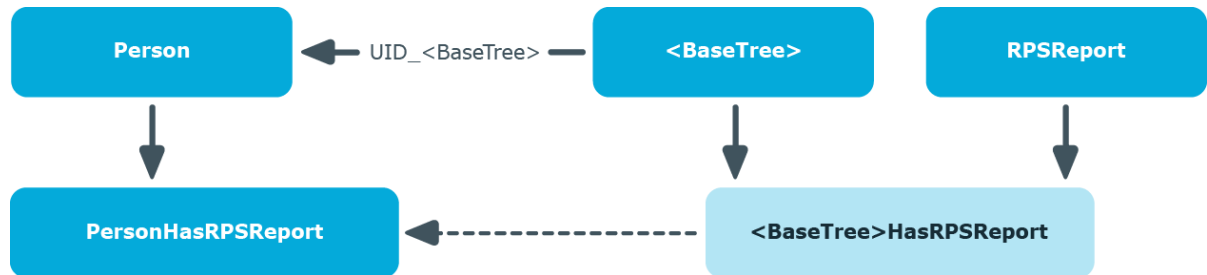 Person
UID_<BaseTree>
<BaseTree>
RPSReport
PersonHasRPSReport
<BaseTree>HasRPSReport